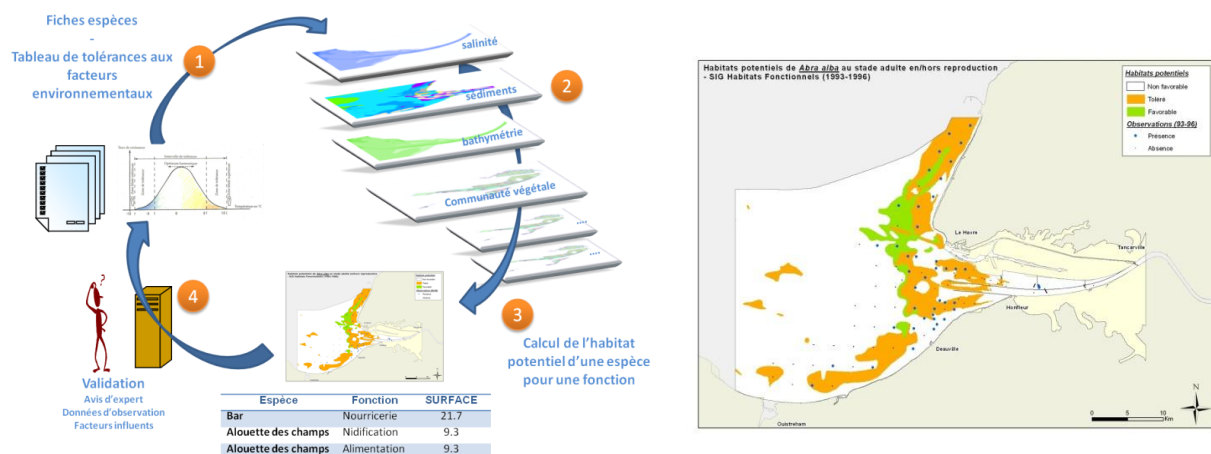 Fiches espèces
-
Tableau de tolérances aux
facteurs
environnementaux
1
salinité
sédiments
2
bathymétrie
Communauté végétale
....
....
4
3
Calcul de l'habitat
potentiel d'une espèce
pour une fonction
Validation
Avis d'expert
Données d'observation
Facteurs influents
Espèce Fonction SURFACE
Bar Nourricerie 21.7
Alouette des champs Nidification 9.3
Alouette des champs Alimentation 9.3
Habitats potentiels de Abra alba au stade adulte en/hors reproduction
- SIG Habitats Fonctionnels (1993-1996)
Habitats potentiels
Non favorable
Toléré
Favorable
Observations (93-96)
Présence
Absence
Le Havre
Tancarville
Honfleur
Deauville
Ouistreham
N
0 5 10
Km